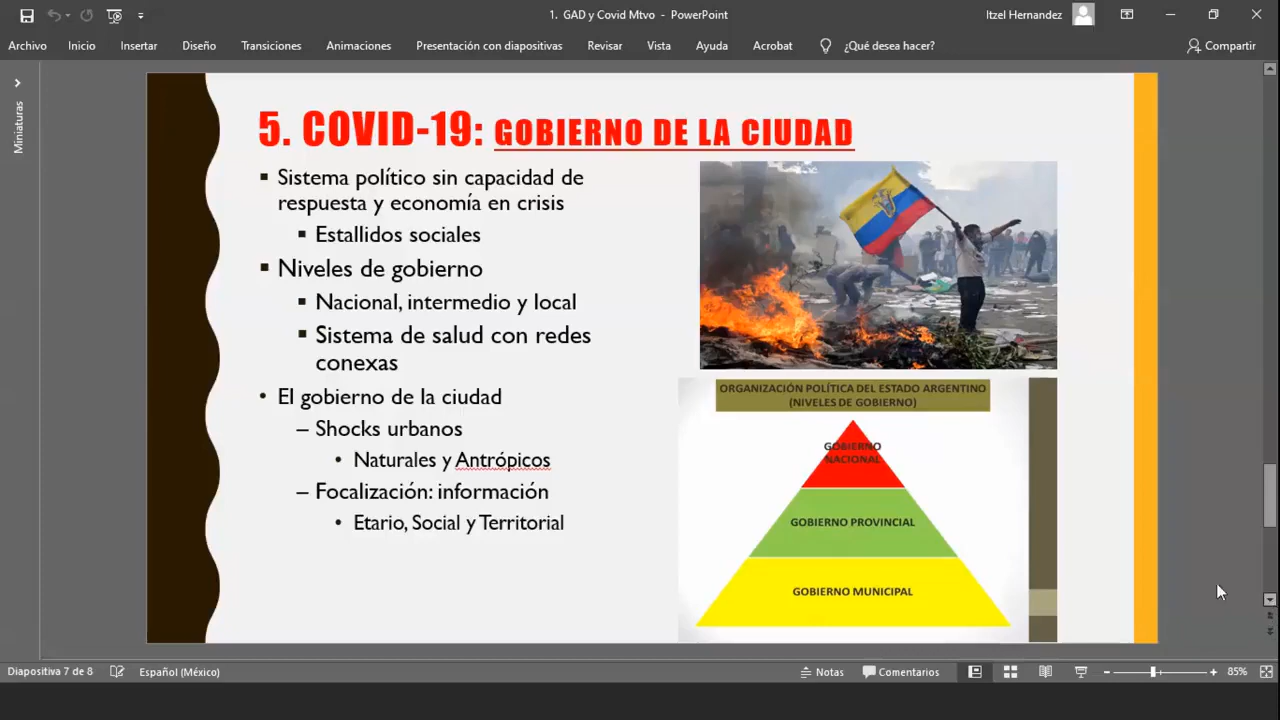 1. GAD y Covid Mtvo - PowerPoint
Itzel Hernandez
Archivo Inicio Insertar Diseño Transiciones Animaciones Presentación con diapositivas Revisar Vista Ayuda Acrobat ¿Qué desea hacer? Compartir
Miniaturas
5. COVID-19: GOBIERNO DE LA CIUDAD
▪ Sistema político sin capacidad de
respuesta y economía en crisis
▪ Estallidos sociales
▪ Niveles de gobierno
▪ Nacional, intermedio y local
▪ Sistema de salud con redes
conexas
• El gobierno de la ciudad
– Shocks urbanos
• Naturales y Antrópicos
– Focalización: información
• Etario, Social y Territorial
ORGANIZACIÓN POLÍTICA DEL ESTADO ARGENTINO
(NIVELES DE GOBIERNO)
GOBIERNO
NACIONAL
GOBIERNO PROVINCIAL
GOBIERNO MUNICIPAL
Diapositiva 7 de 8 Español (México) Notas Comentarios 85%